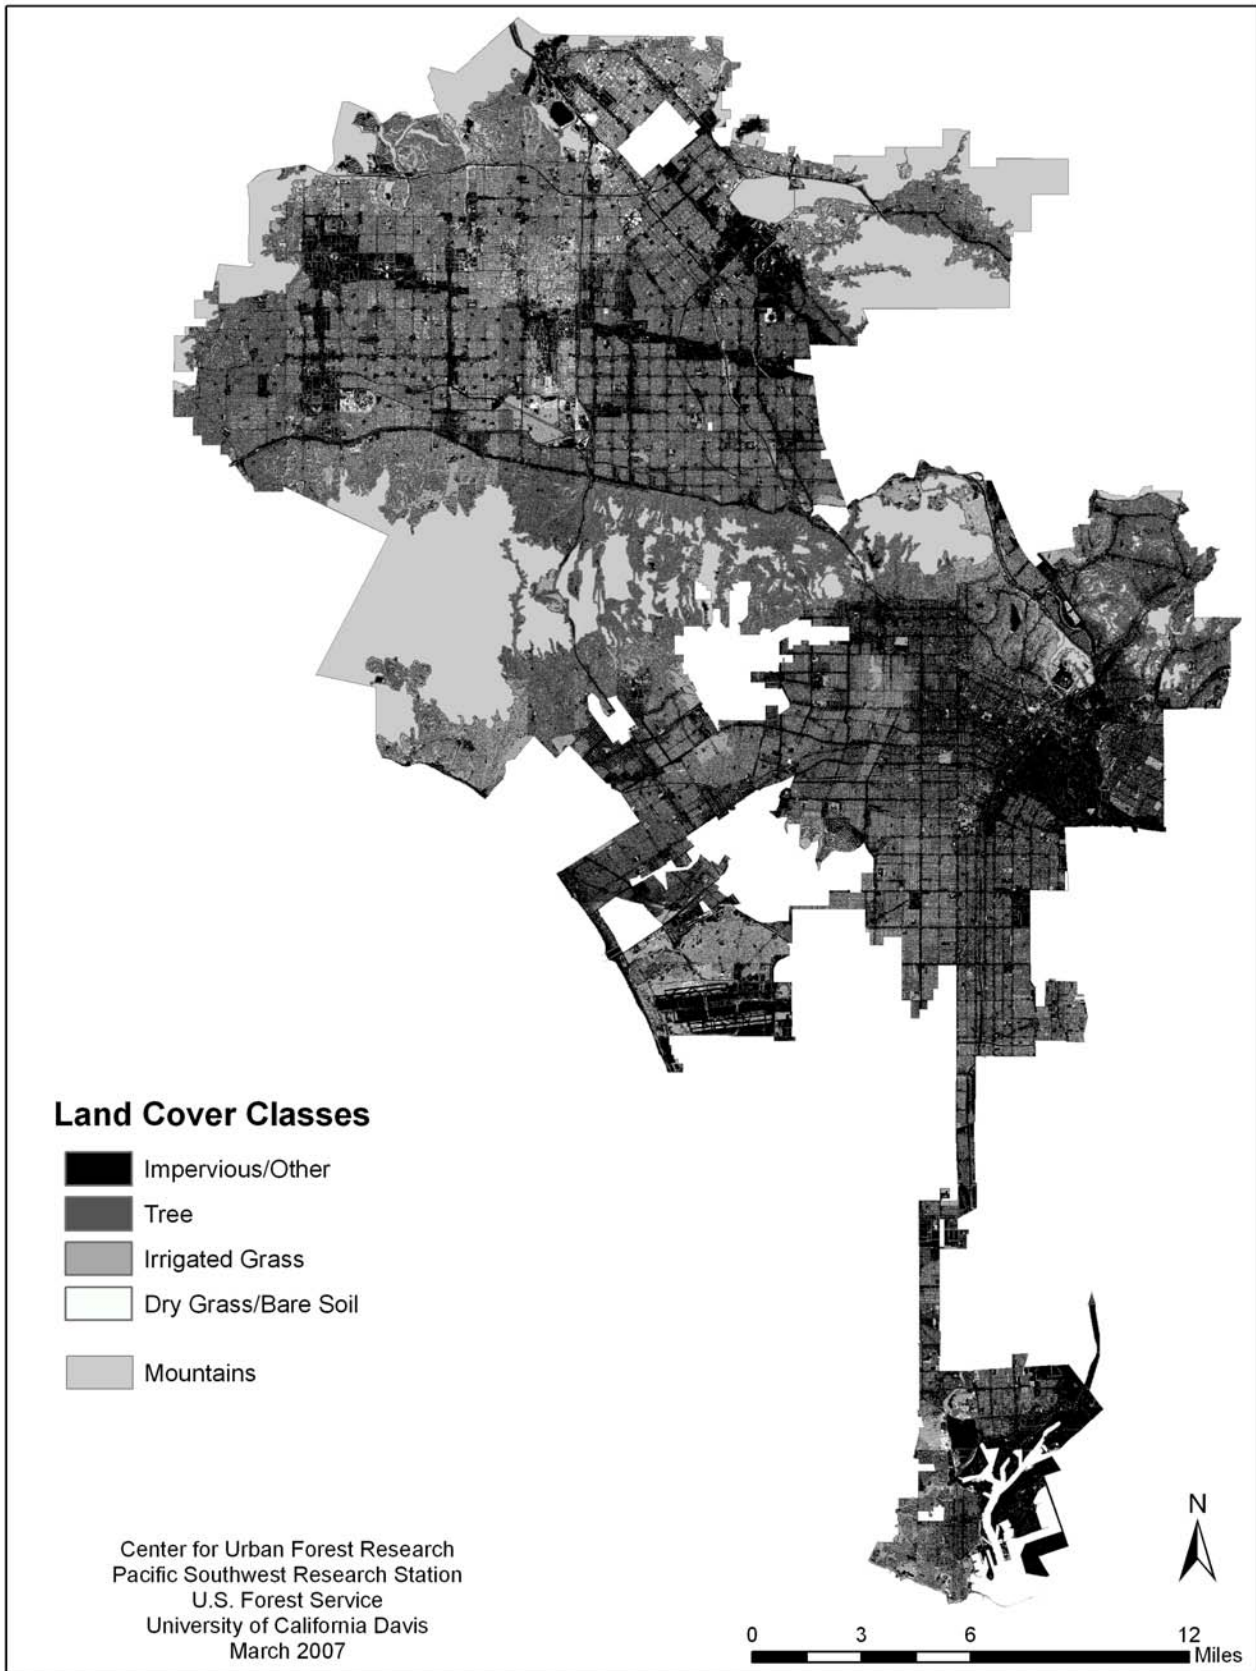 Land Cover Classes
Impervious/Other
Tree
Irrigated Grass
Dry Grass/Bare Soil
Mountains
Center for Urban Forest Research
Pacific Southwest Research Station
U.S. Forest Service
University of California Davis
March 2007
N
0 3 6 12
Miles